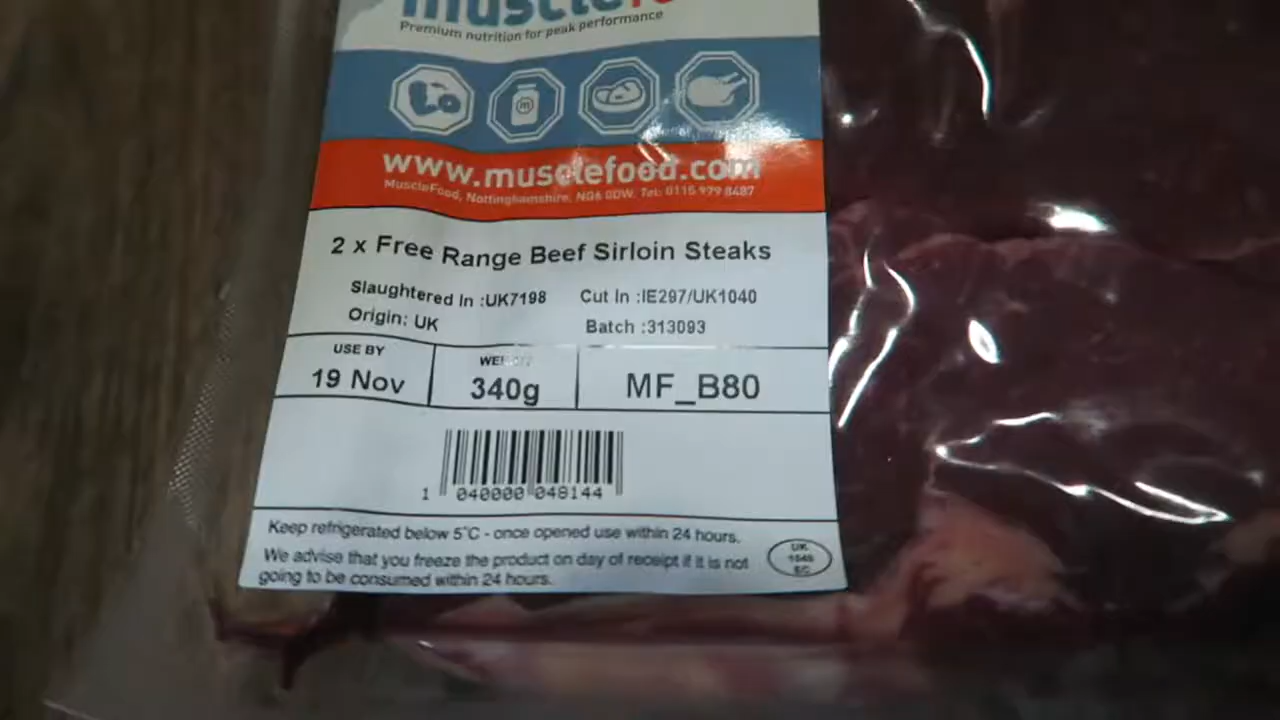 musclefo
Premium nutrition for peak performance
www.musclefood.com
MuscleFood, Nottinghamshire, NG6 0DW. Tel: 0115 979 8487
2 x Free Range Beef Sirloin Steaks
Slaughtered In :UK7198 Cut In :IE297/UK1040
Origin: UK Batch :313093
USE BY WEIGHT
19 Nov 340g MF_B80
1 040000 048144
Keep refrigerated below 5°C - once opened use within 24 hours.
We advise that you freeze the product on day of receipt if it is not
going to be consumed within 24 hours.
UK
EC